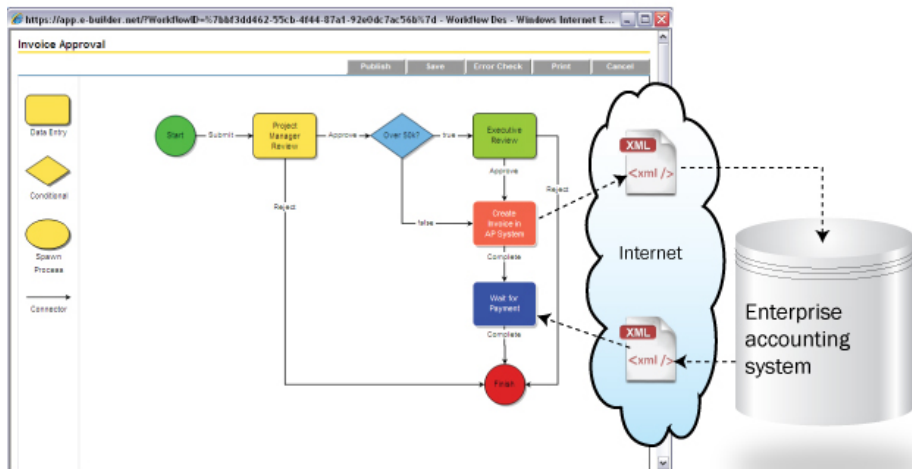 https://app.e-builder.net/?WorkflowID=%7bbf3dd462-55cb-4f44-87a1-92e0dc7ac56b%7d - Workflow Des - Windows Internet E...
Invoice Approval
Publish
Save
Error Check
Print
Cancel
Data Entry
Conditional
Spawn
Process
Connector
Start
Submit
Project
Manager
Review
Approve
Over 50k?
true
Executive
Review
Approve
Reject
Reject
false
Create
Invoice in
AP System
Complete
Wait for
Payment
Complete
Finish
XML
<xml />
Internet
XML
<xml />
Enterprise
accounting
system